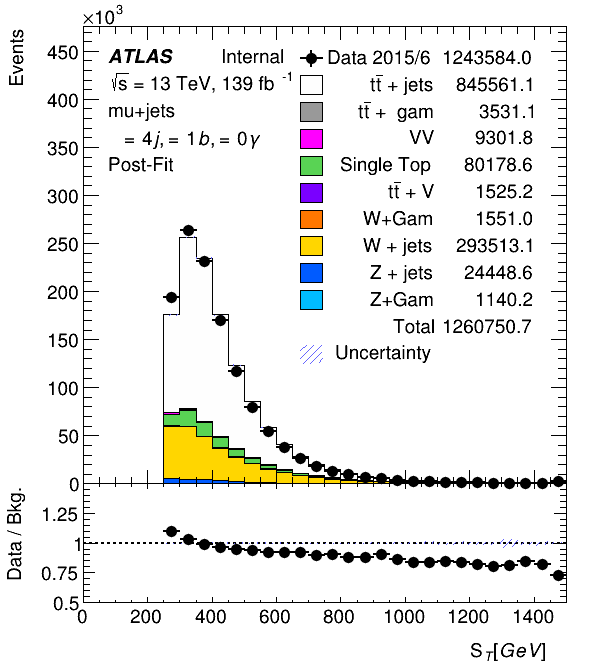 ×10³
Events
450
400
350
300
250
200
150
100
50
0
ATLAS Internal
√s = 13 TeV, 139 fb⁻¹
mu+jets
= 4j, = 1b, = 0γ
Post-Fit
Data 2015/6 1243584.0
tt̄ + jets 845561.1
tt̄ + gam 3531.1
VV 9301.8
Single Top 80178.6
tt̄ + V 1525.2
W+Gam 1551.0
W + jets 293513.1
Z + jets 24448.6
Z+Gam 1140.2
Total 1260750.7
Uncertainty
Data / Bkg.
1.25
1
0.75
0.5
0 200 400 600 800 1000 1200 1400
S_T[GeV]